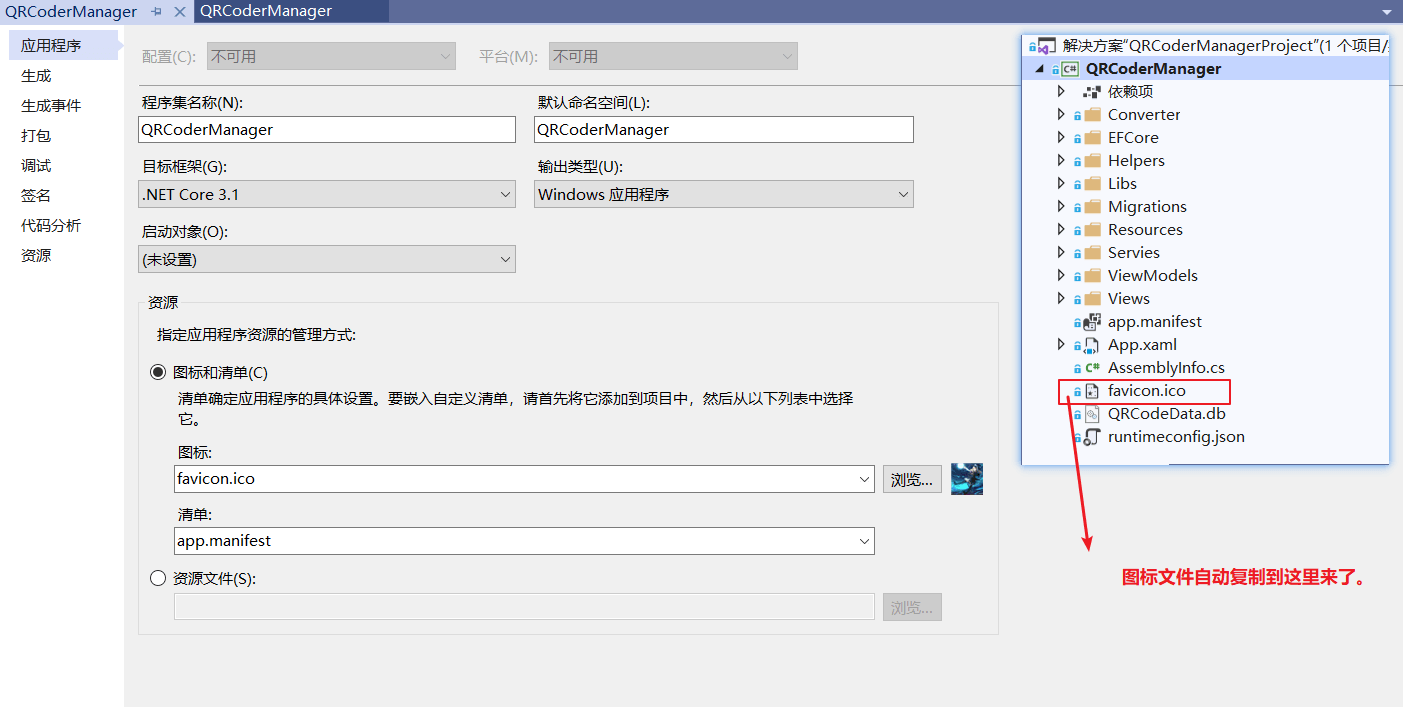 QRCoderManager
QRCoderManager
应用程序
生成
生成事件
打包
调试
签名
代码分析
资源
配置(C):
不可用
平台(M):
不可用
程序集名称(N):
QRCoderManager
默认命名空间(L):
QRCoderManager
目标框架(G):
.NET Core 3.1
输出类型(U):
Windows 应用程序
启动对象(O):
(未设置)
资源
指定应用程序资源的管理方式:
图标和清单(C)
清单确定应用程序的具体设置。要嵌入自定义清单，请首先将它添加到项目中，然后从以下列表中选择
它。
图标:
favicon.ico
浏览...
清单:
app.manifest
资源文件(S):
浏览...
解决方案"QRCoderManagerProject"(1 个项目/
C# QRCoderManager
依赖项
Converter
EFCore
Helpers
Libs
Migrations
Resources
Servies
ViewModels
Views
app.manifest
App.xaml
C# AssemblyInfo.cs
favicon.ico
QRCodeData.db
runtimeconfig.json
图标文件自动复制到这里来了。